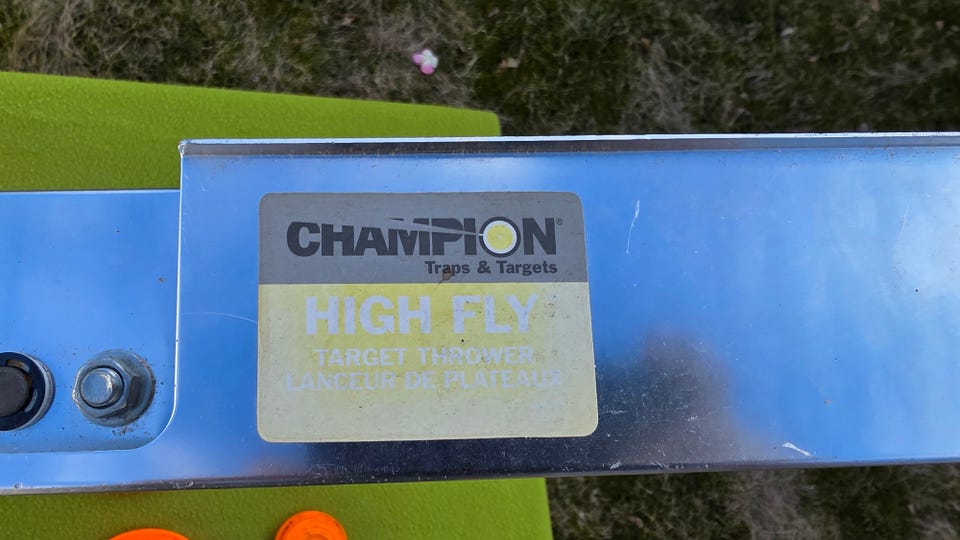 CHAMPION®
Traps & Targets
HIGH FLY
TARGET THROWER
LANCEUR DE PLATEAUX